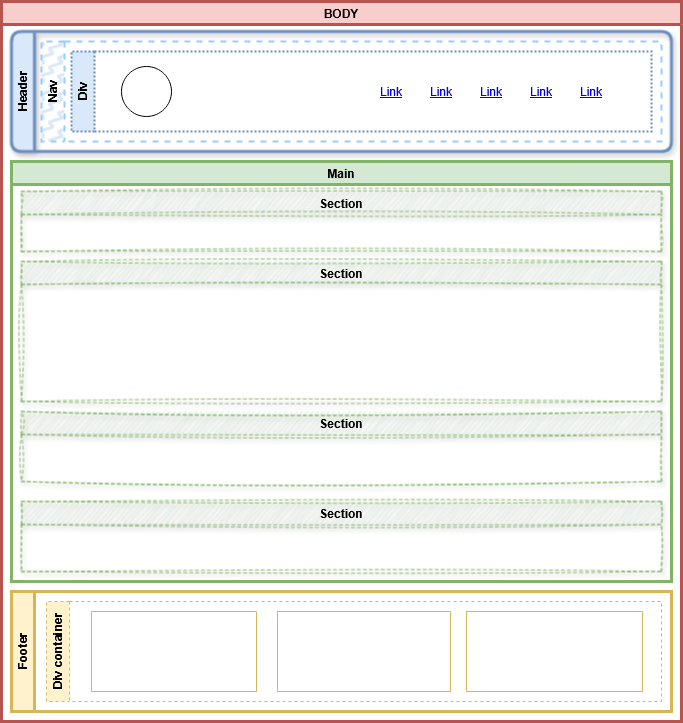 BODY
Header
Nav
Div
Link Link Link Link Link
Main
Section
Section
Section
Section
Footer
Div container